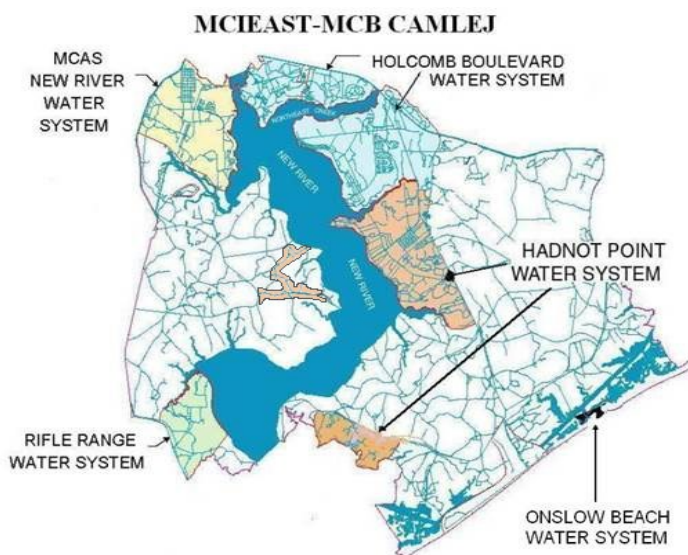 MCIEAST-MCB CAMLEJ
MCAS
NEW RIVER
WATER
SYSTEM
HOLCOMB BOULEVARD
WATER SYSTEM
NORTHEAST CREEK
NEW RIVER
NEW RIVER
HADNOT POINT
WATER SYSTEM
RIFLE RANGE
WATER SYSTEM
ONSLOW BEACH
WATER SYSTEM